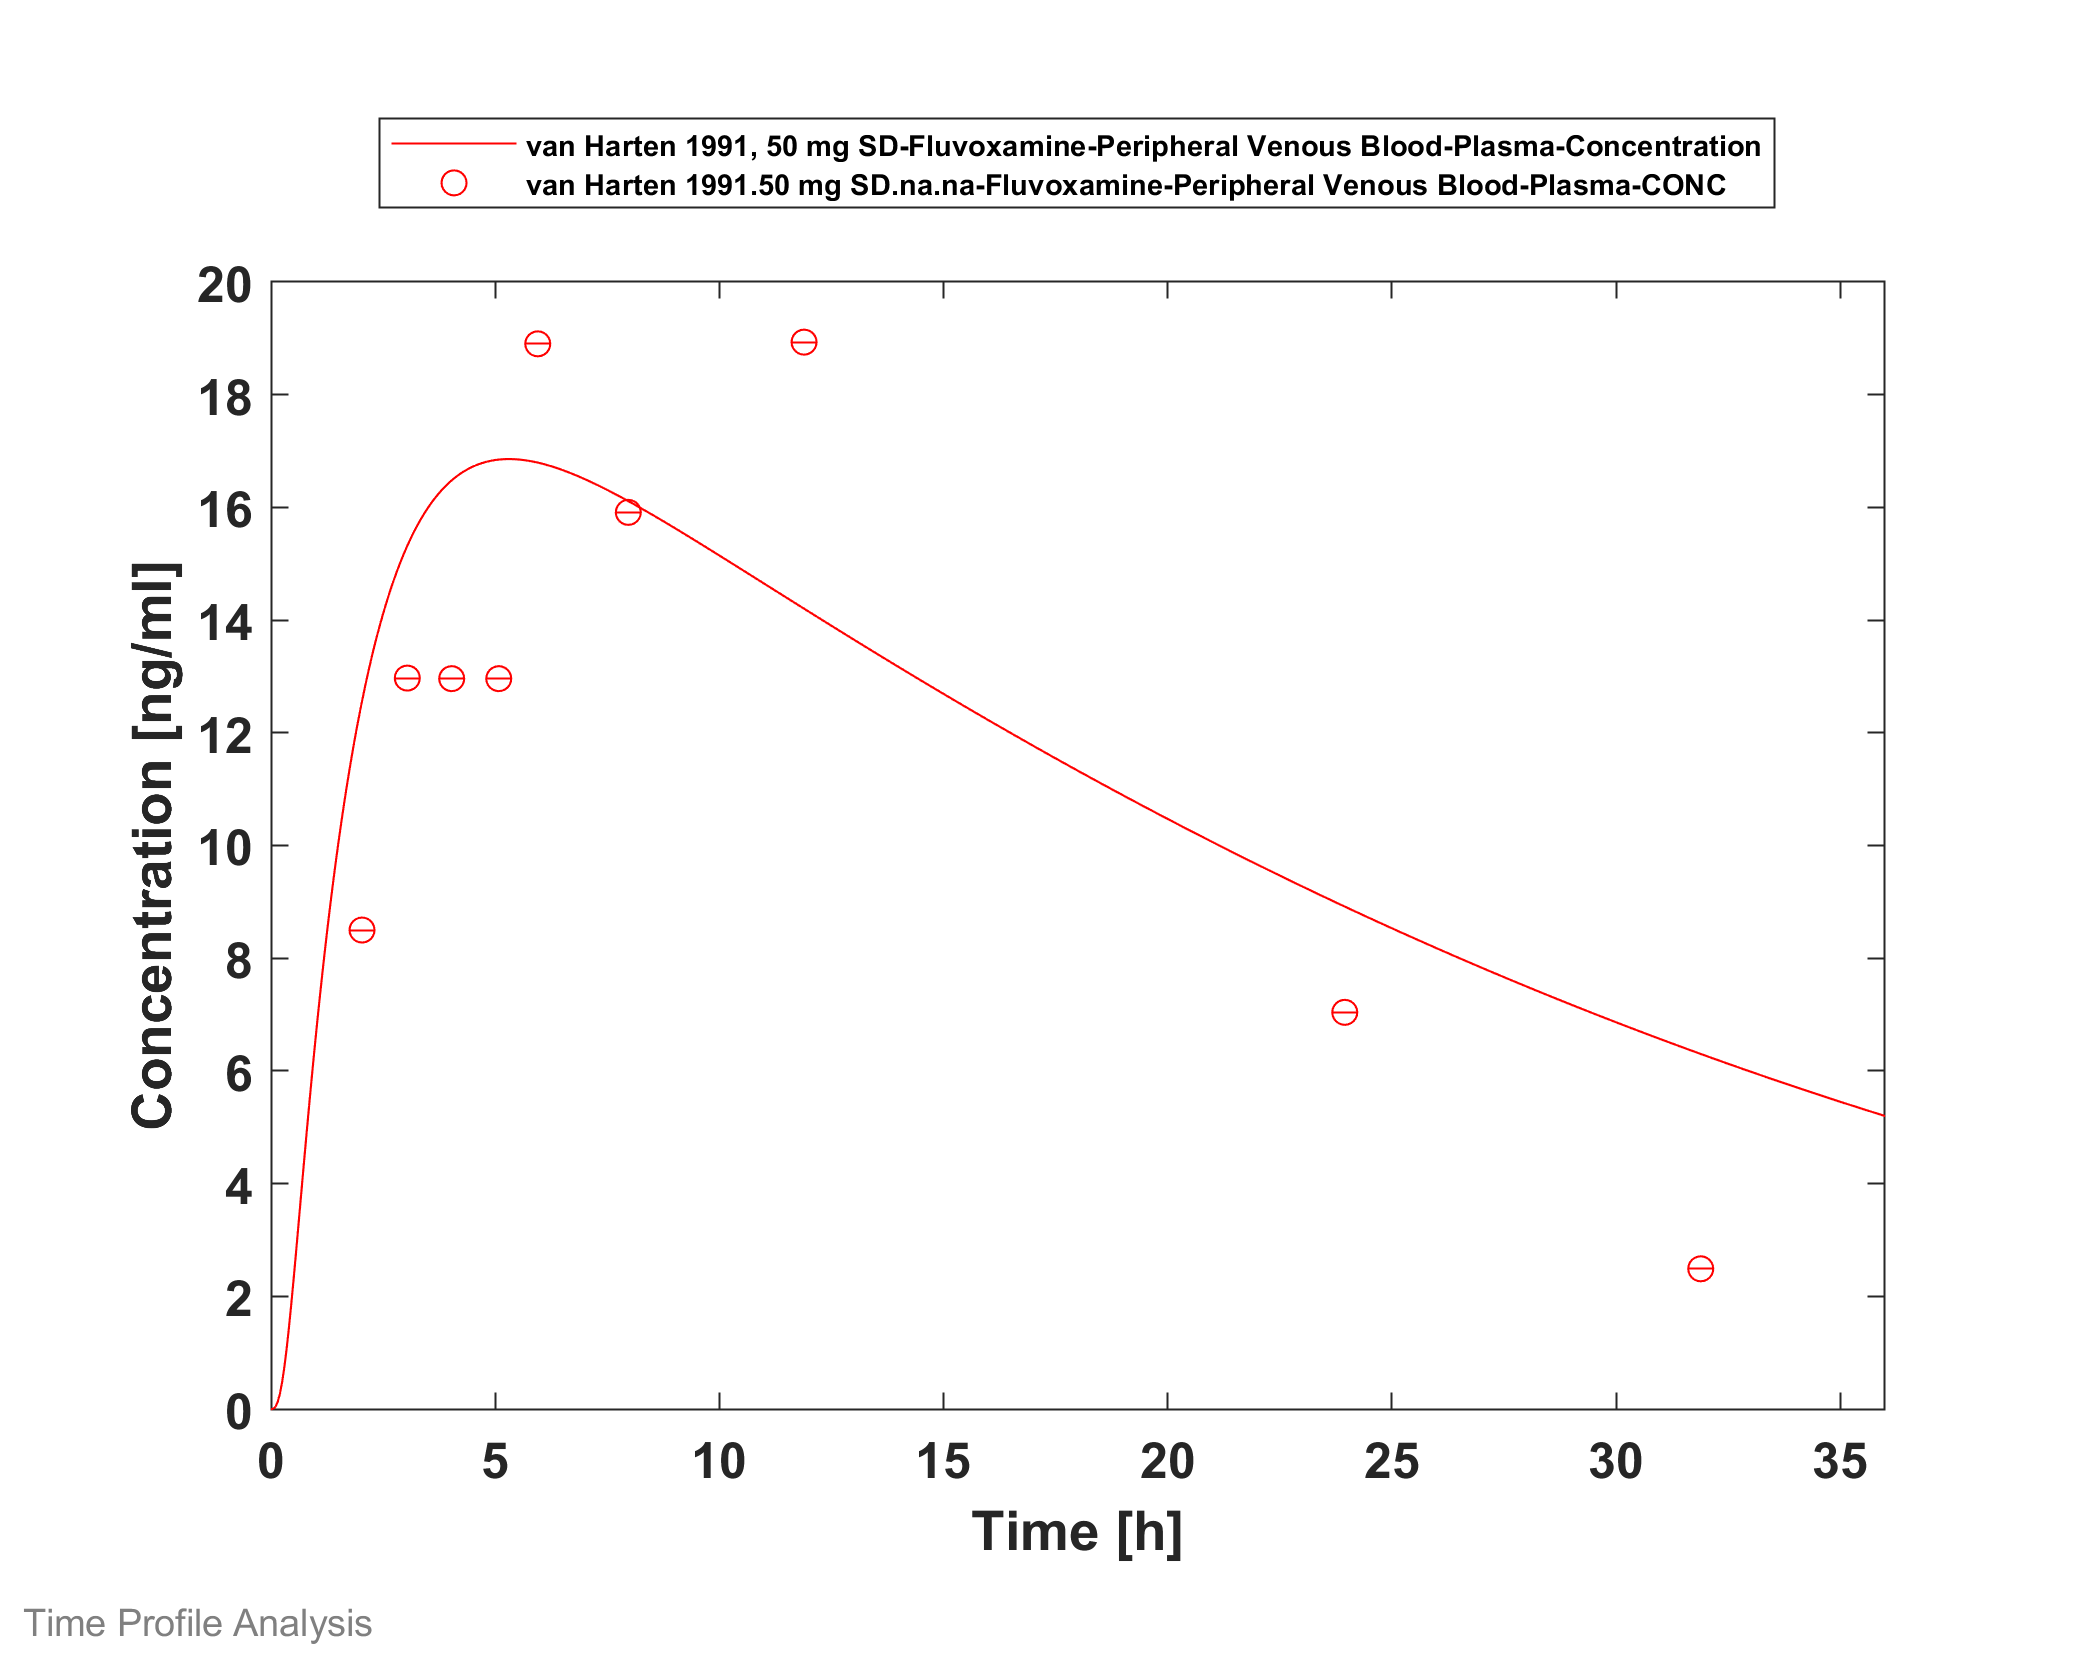 van Harten 1991, 50 mg SD-Fluvoxamine-Peripheral Venous Blood-Plasma-Concentration
van Harten 1991.50 mg SD.na.na-Fluvoxamine-Peripheral Venous Blood-Plasma-CONC
20
18
16
14
12
10
8
6
4
2
0
Concentration [ng/ml]
0 5 10 15 20 25 30 35
Time [h]
Time Profile Analysis